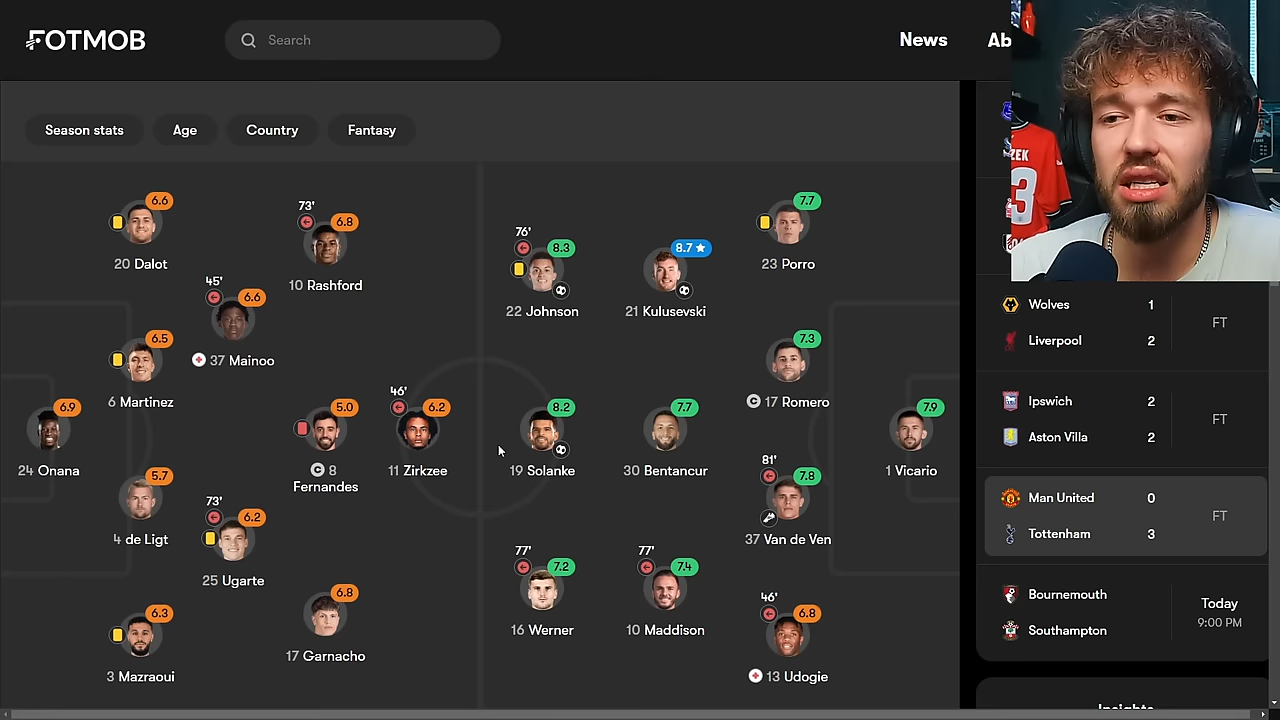 FOTMOB
Search
News
Ab
Season stats
Age
Country
Fantasy
6.6
20 Dalot
73'
6.8
10 Rashford
45'
6.6
37 Mainoo
6.5
6 Martinez
6.9
24 Onana
5.0
8
Fernandes
46'
6.2
11 Zirkzee
5.7
4 de Ligt
73'
6.2
25 Ugarte
6.8
17 Garnacho
6.3
3 Mazraoui
76'
8.3
22 Johnson
8.7
21 Kulusevski
7.7
23 Porro
7.3
C 17 Romero
8.2
19 Solanke
7.7
30 Bentancur
7.9
1 Vicario
81'
7.8
37 Van de Ven
77'
7.2
16 Werner
77'
7.4
10 Maddison
46'
6.8
13 Udogie
ZEK
3
Wolves 1
FT
Liverpool 2
Ipswich 2
FT
Aston Villa 2
Man United 0
FT
Tottenham 3
Bournemouth
Today
9:00 PM
Southampton
Insights